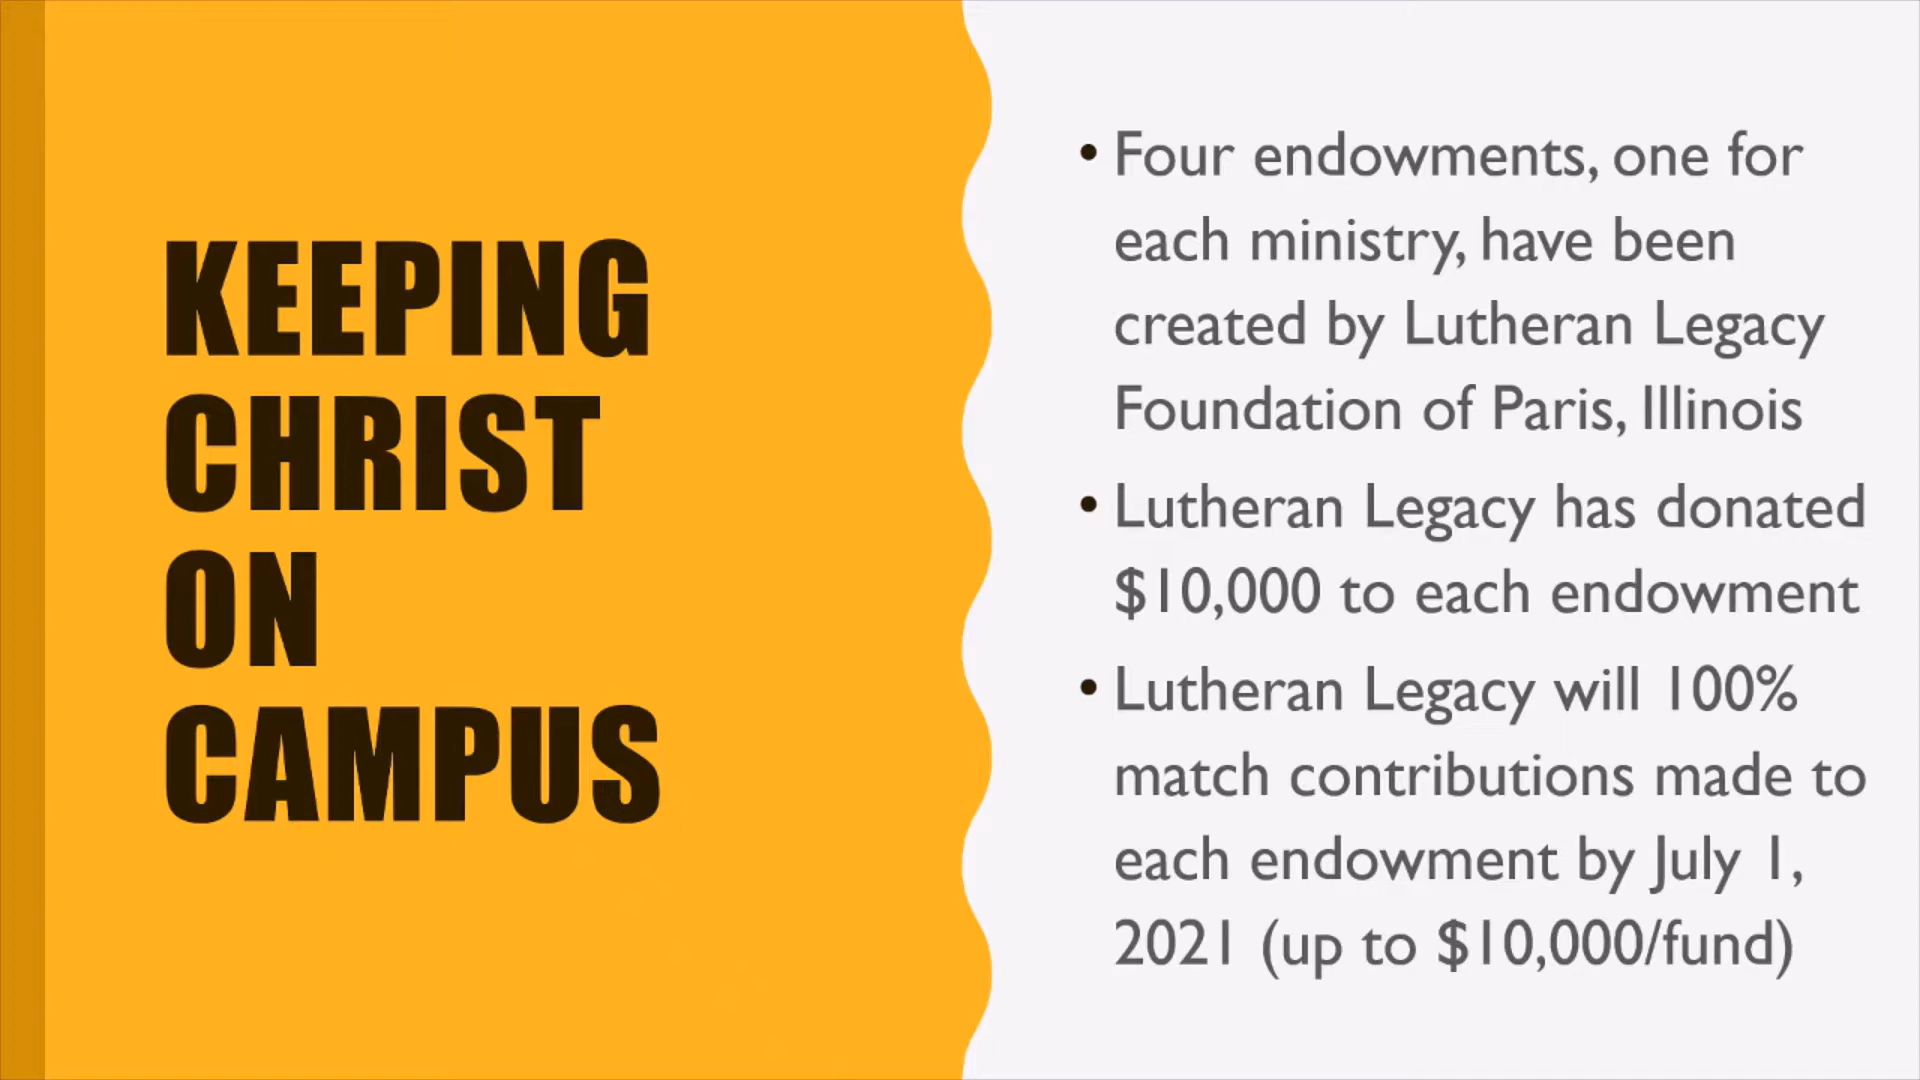 KEEPING
CHRIST
ON
CAMPUS
• Four endowments, one for
each ministry, have been
created by Lutheran Legacy
Foundation of Paris, Illinois
• Lutheran Legacy has donated
$10,000 to each endowment
• Lutheran Legacy will 100%
match contributions made to
each endowment by July 1,
2021 (up to $10,000/fund)